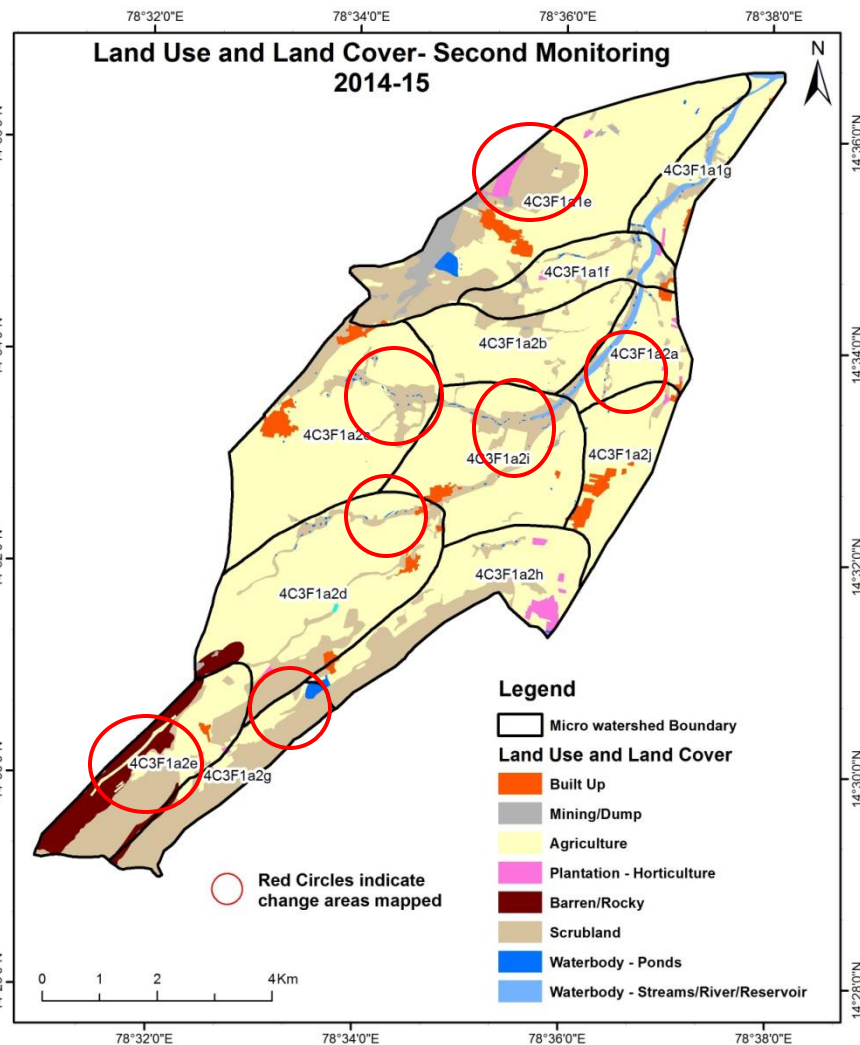 78°32'0"E 78°34'0"E 78°36'0"E 78°38'0"E
Land Use and Land Cover- Second Monitoring
2014-15
N
14°36'0"N
4C3F1a1g
4C3F1a1e
4C3F1a1f
4C3F1a2b
14°34'0"N
4C3F1a2a
4C3F1a2c
4C3F1a2i
4C3F1a2j
14°32'0"N
4C3F1a2h
4C3F1a2d
4C3F1a2e
4C3F1a2g
14°30'0"N
Legend
Micro watershed Boundary
Land Use and Land Cover
Built Up
Mining/Dump
Agriculture
Plantation - Horticulture
Barren/Rocky
Scrubland
Waterbody - Ponds
Waterbody - Streams/River/Reservoir
Red Circles indicate
change areas mapped
0 1 2 4Km
14°28'0"N
78°32'0"E 78°34'0"E 78°36'0"E 78°38'0"E